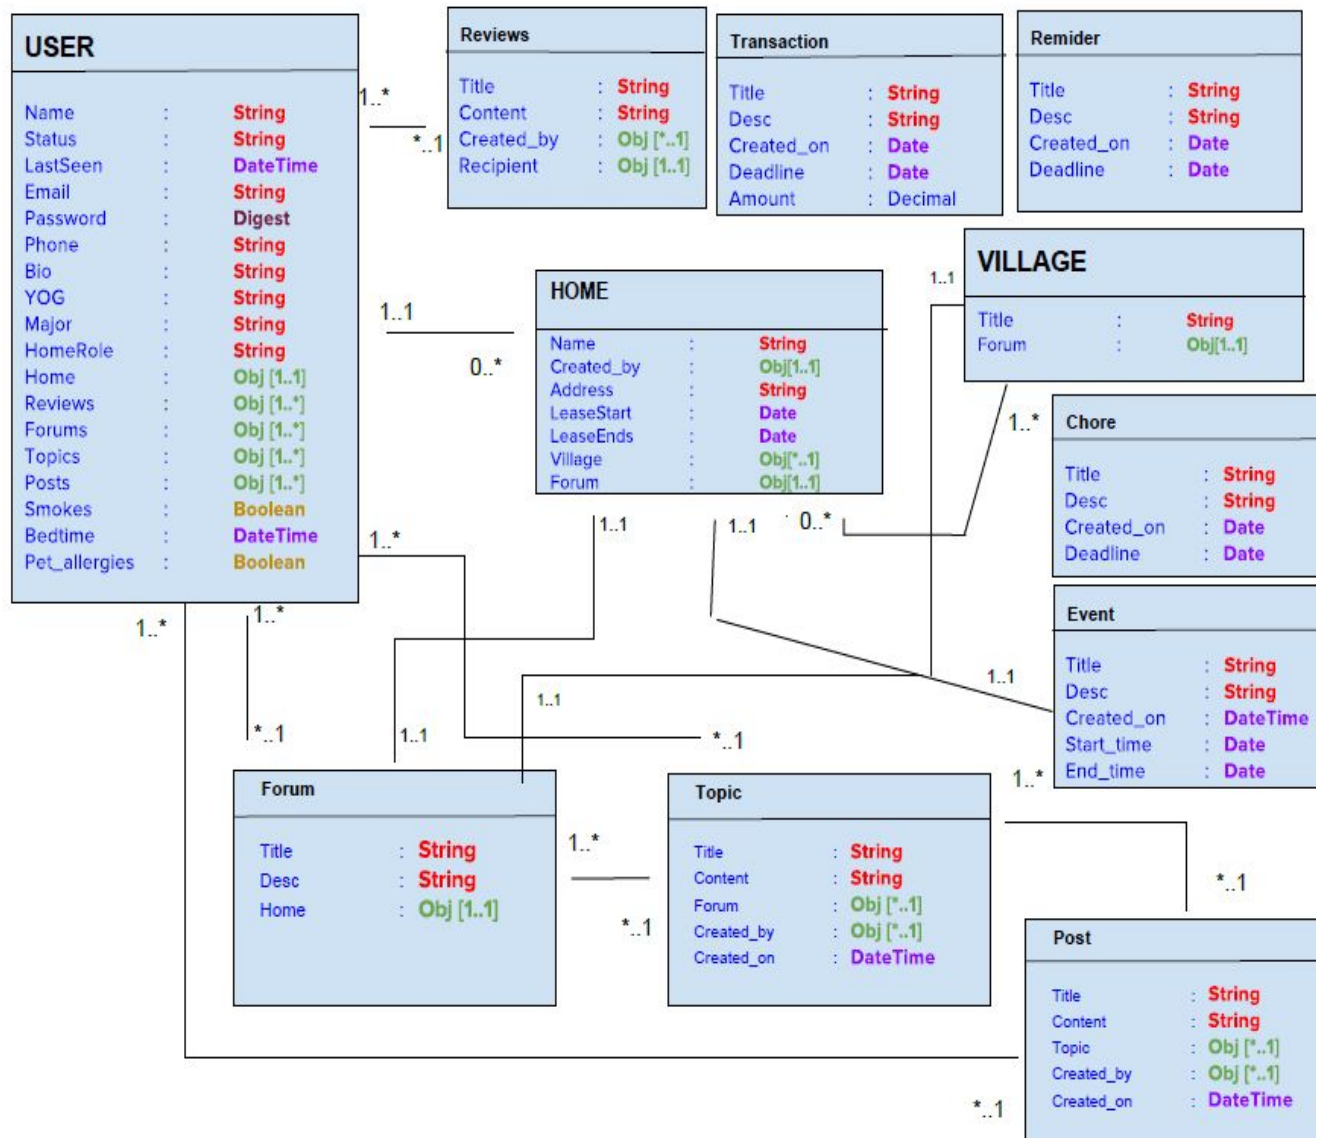 USER
Name : String
Status : String
LastSeen : DateTime
Email : String
Password : Digest
Phone : String
Bio : String
YOG : String
Major : String
HomeRole : String
Home : Obj [1..1]
Reviews : Obj [1..*]
Forums : Obj [1..*]
Topics : Obj [1..*]
Posts : Obj [1..*]
Smokes : Boolean
Bedtime : DateTime
Pet_allergies : Boolean
1..*
*..1
Reviews
Title : String
Content : String
Created_by : Obj [*..1]
Recipient : Obj [1..1]
Transaction
Title : String
Desc : String
Created_on : Date
Deadline : Date
Amount : Decimal
Remider
Title : String
Desc : String
Created_on : Date
Deadline : Date
1..1
0..*
HOME
Name : String
Created_by : Obj[1..1]
Address : String
LeaseStart : Date
LeaseEnds : Date
Village : Obj[*..1]
Forum : Obj[1..1]
1..1
VILLAGE
Title : String
Forum : Obj[1..1]
1..*
Chore
Title : String
Desc : String
Created_on : Date
Deadline : Date
1..1
1..1
0..*
1..*
1..*
1..*
Event
Title : String
Desc : String
Created_on : DateTime
Start_time : Date
End_time : Date
1..1
1..1
*..1
1..1
*..1
Forum
Title : String
Desc : String
Home : Obj [1..1]
1..*
*..1
Topic
Title : String
Content : String
Forum : Obj [*..1]
Created_by : Obj [*..1]
Created_on : DateTime
1..*
*..1
Post
Title : String
Content : String
Topic : Obj [*..1]
Created_by : Obj [*..1]
Created_on : DateTime
*..1